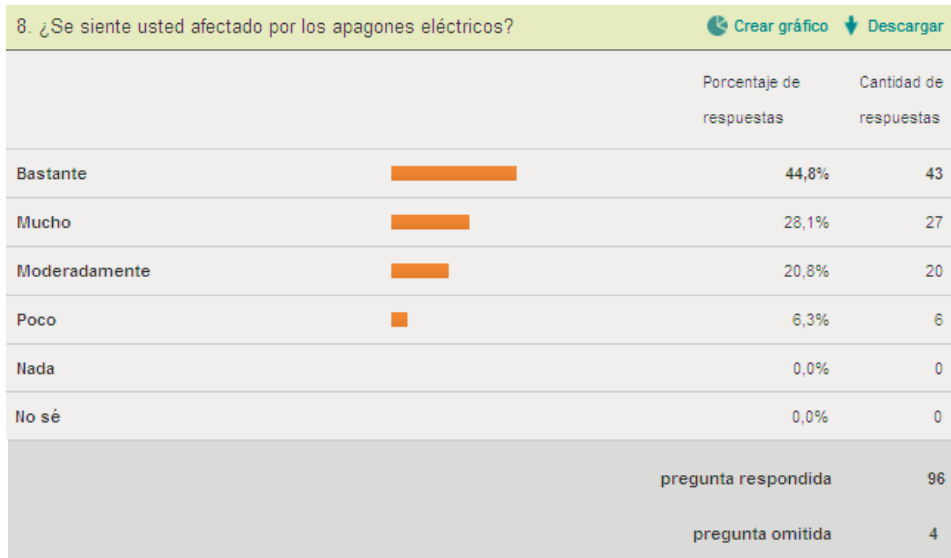 8. ¿Se siente usted afectado por los apagones eléctricos? Crear gráfico Descargar
Porcentaje de Cantidad de
respuestas respuestas
Bastante 44,8% 43
Mucho 28,1% 27
Moderadamente 20,8% 20
Poco 6,3% 6
Nada 0,0% 0
No sé 0,0% 0
pregunta respondida 96
pregunta omitida 4